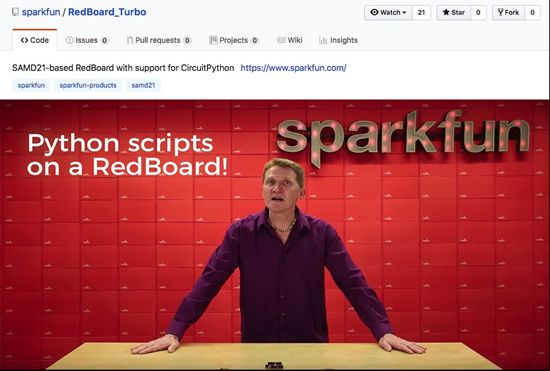 sparkfun / RedBoard_Turbo
Watch 21 Star 0 Fork 0
Code Issues 0 Pull requests 0 Projects 0 Wiki Insights
SAMD21-based RedBoard with support for CircuitPython https://www.sparkfun.com/
sparkfun sparkfun-products samd21
sparkfun
Python scripts
on a RedBoard!